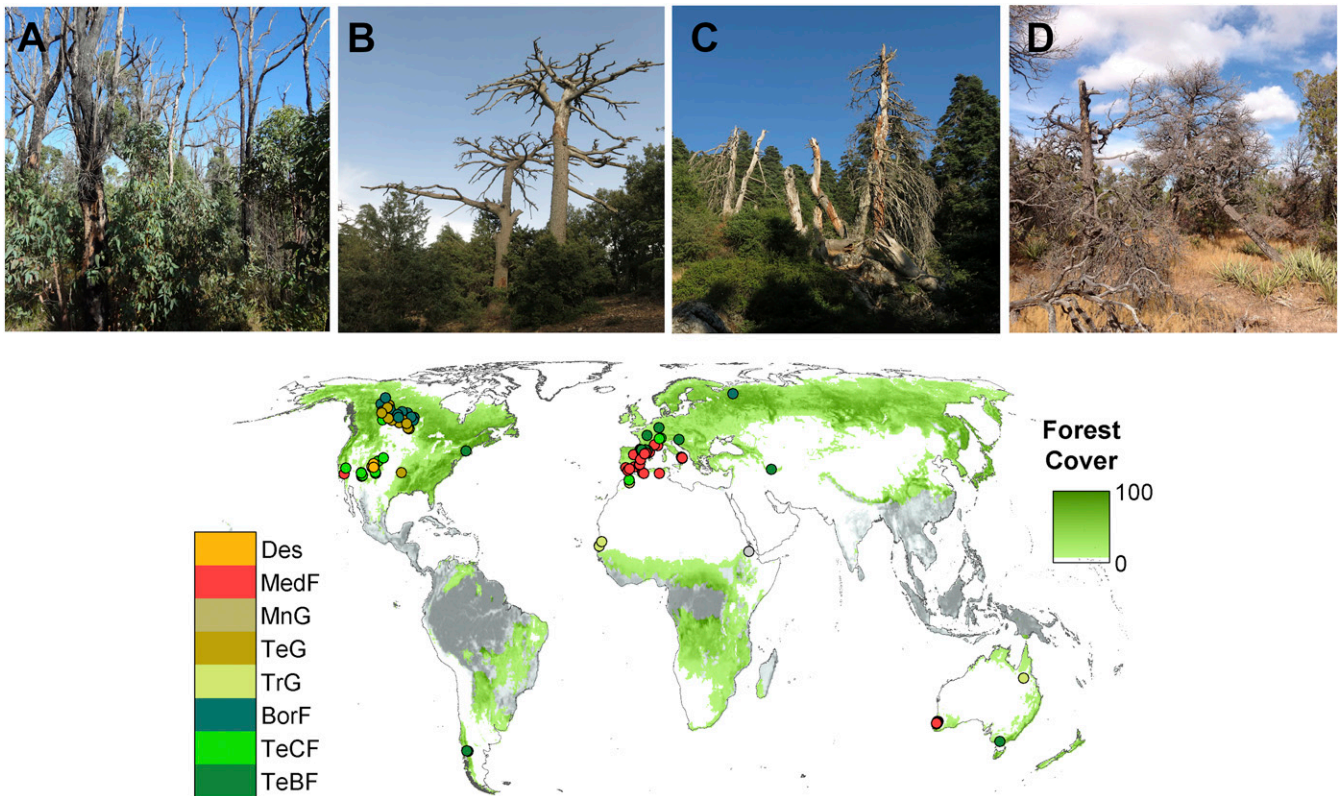 A
B
C
D
Forest
Cover
100
0
Des
MedF
MnG
TeG
TrG
BorF
TeCF
TeBF